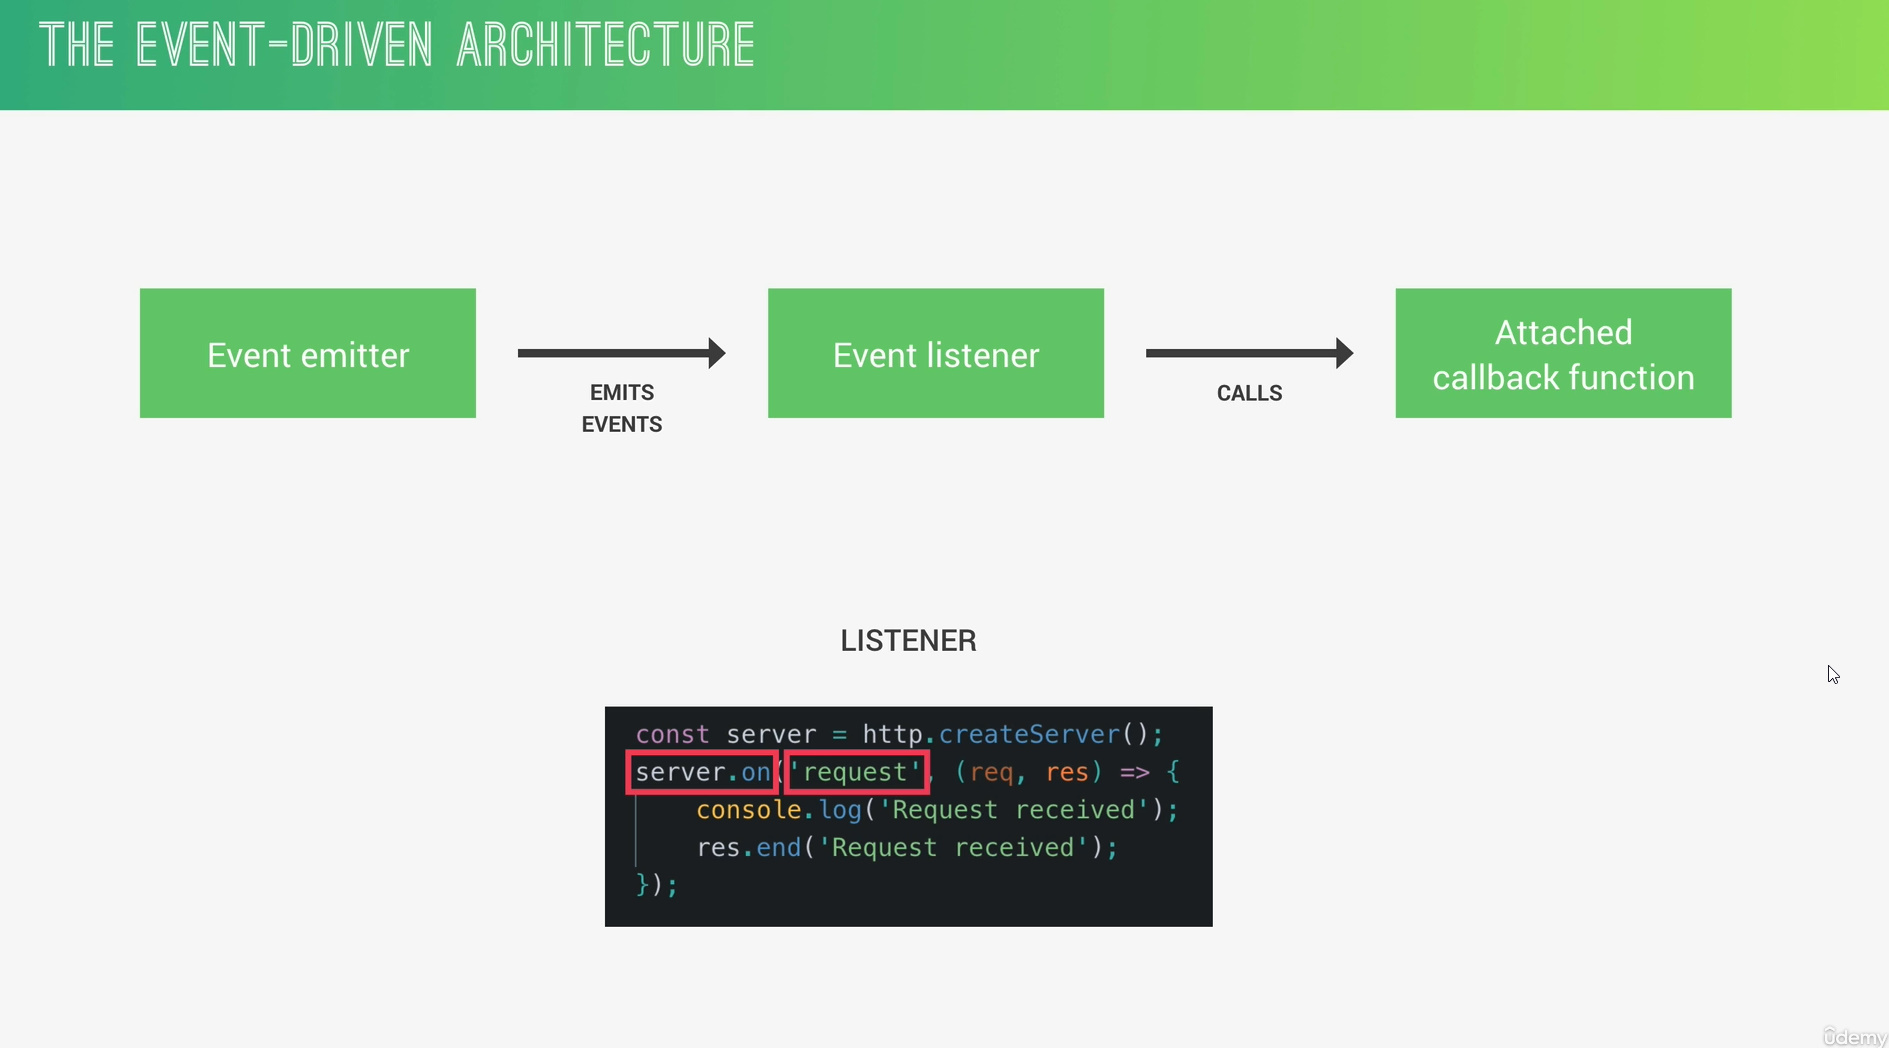 THE EVENT-DRIVEN ARCHITECTURE
Event emitter
EMITS
EVENTS
Event listener
CALLS
Attached
callback function
LISTENER
const server = http.createServer();
server.on('request', (req, res) => {
    console.log('Request received');
    res.end('Request received');
});
ûdemy